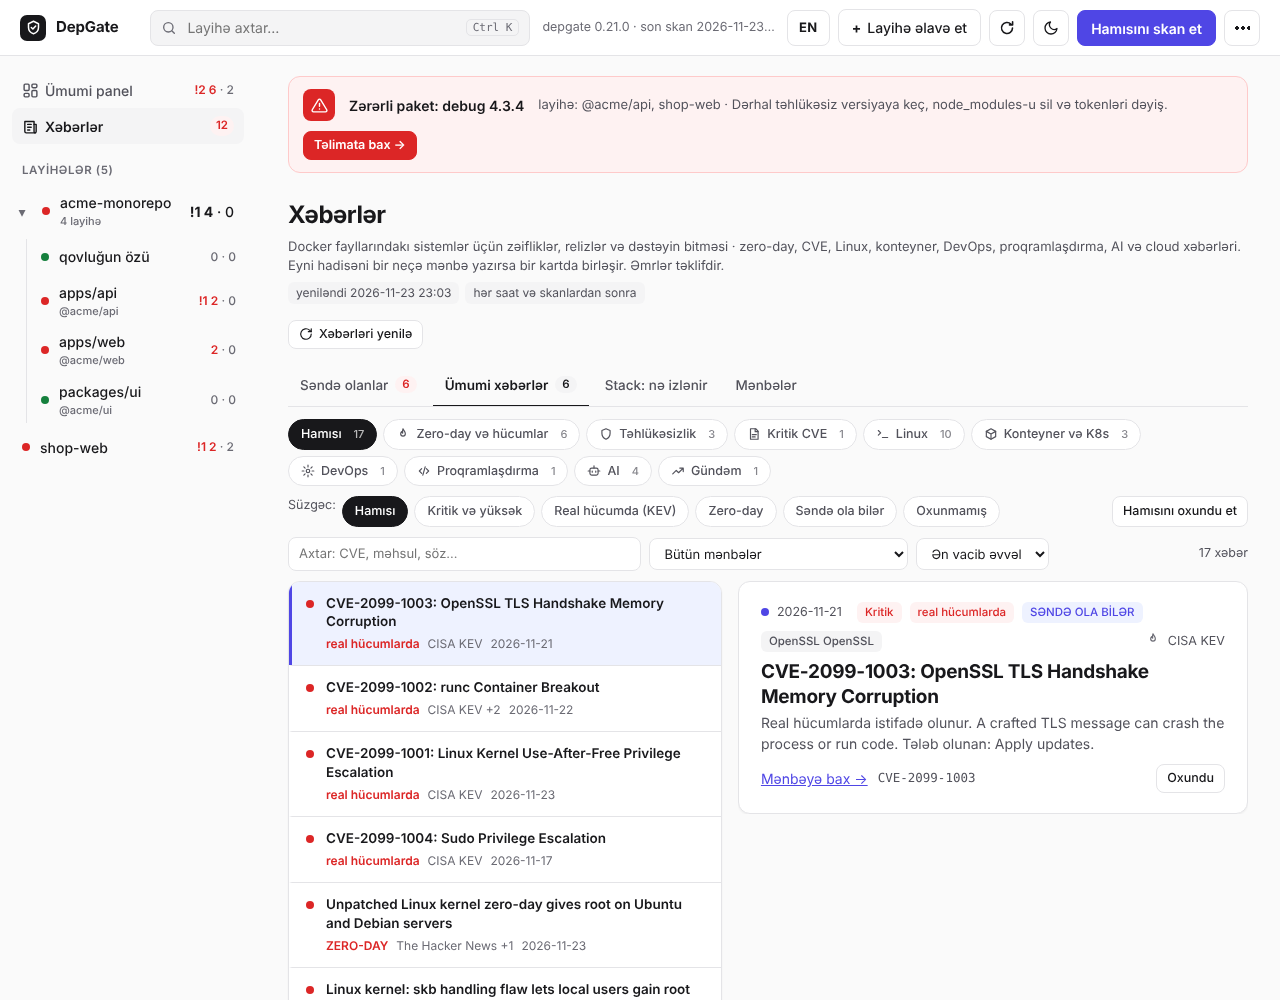 DepGate
Layihə axtar...
Ctrl K
depgate 0.21.0 · son skan 2026-11-23...
EN
+ Layihə əlavə et
Hamısını skan et
Ümumi panel
!2 6 · 2
Xəbərlər
12
LAYİHƏLƏR (5)
acme-monorepo
4 layihə
!1 4 · 0
qovluğun özü
0 · 0
apps/api
@acme/api
!1 2 · 0
apps/web
@acme/web
2 · 0
packages/ui
@acme/ui
0 · 0
shop-web
!1 2 · 2
Zərərli paket: debug 4.3.4
layihə: @acme/api, shop-web · Dərhal təhlükəsiz versiyaya keç, node_modules-u sil və tokenləri dəyiş.
Təlimata bax →
Xəbərlər
Docker fayllarındakı sistemlər üçün zəifliklər, relizlər və dəstəyin bitməsi · zero-day, CVE, Linux, konteyner, DevOps, proqramlaşdırma, AI və cloud xəbərləri.
Eyni hadisəni bir neçə mənbə yazırsa bir kartda birləşir. Əmrlər təklifdir.
yeniləndi 2026-11-23 23:03
hər saat və skanlardan sonra
Xəbərləri yenilə
Səndə olanlar 6
Ümumi xəbərlər 6
Stack: nə izlənir
Mənbələr
Hamısı 17
Zero-day və hücumlar 6
Təhlükəsizlik 3
Kritik CVE 1
Linux 10
Konteyner və K8s 3
DevOps 1
Proqramlaşdırma 1
AI 4
Gündəm 1
Süzgəc:
Hamısı
Kritik və yüksək
Real hücumda (KEV)
Zero-day
Səndə ola bilər
Oxunmamış
Hamısını oxundu et
Axtar: CVE, məhsul, söz...
Bütün mənbələr
Ən vacib əvvəl
17 xəbər
CVE-2099-1003: OpenSSL TLS Handshake Memory
Corruption
real hücumlarda CISA KEV 2026-11-21
CVE-2099-1002: runc Container Breakout
real hücumlarda CISA KEV +2 2026-11-22
CVE-2099-1001: Linux Kernel Use-After-Free Privilege
Escalation
real hücumlarda CISA KEV 2026-11-23
CVE-2099-1004: Sudo Privilege Escalation
real hücumlarda CISA KEV 2026-11-17
Unpatched Linux kernel zero-day gives root on Ubuntu
and Debian servers
ZERO-DAY The Hacker News +1 2026-11-23
Linux kernel: skb handling flaw lets local users gain root
2026-11-21
Kritik
real hücumlarda
SƏNDƏ OLA BİLƏR
OpenSSL OpenSSL
CISA KEV
CVE-2099-1003: OpenSSL TLS Handshake
Memory Corruption
Real hücumlarda istifadə olunur. A crafted TLS message can crash the
process or run code. Tələb olunan: Apply updates.
Mənbəyə bax →
CVE-2099-1003
Oxundu